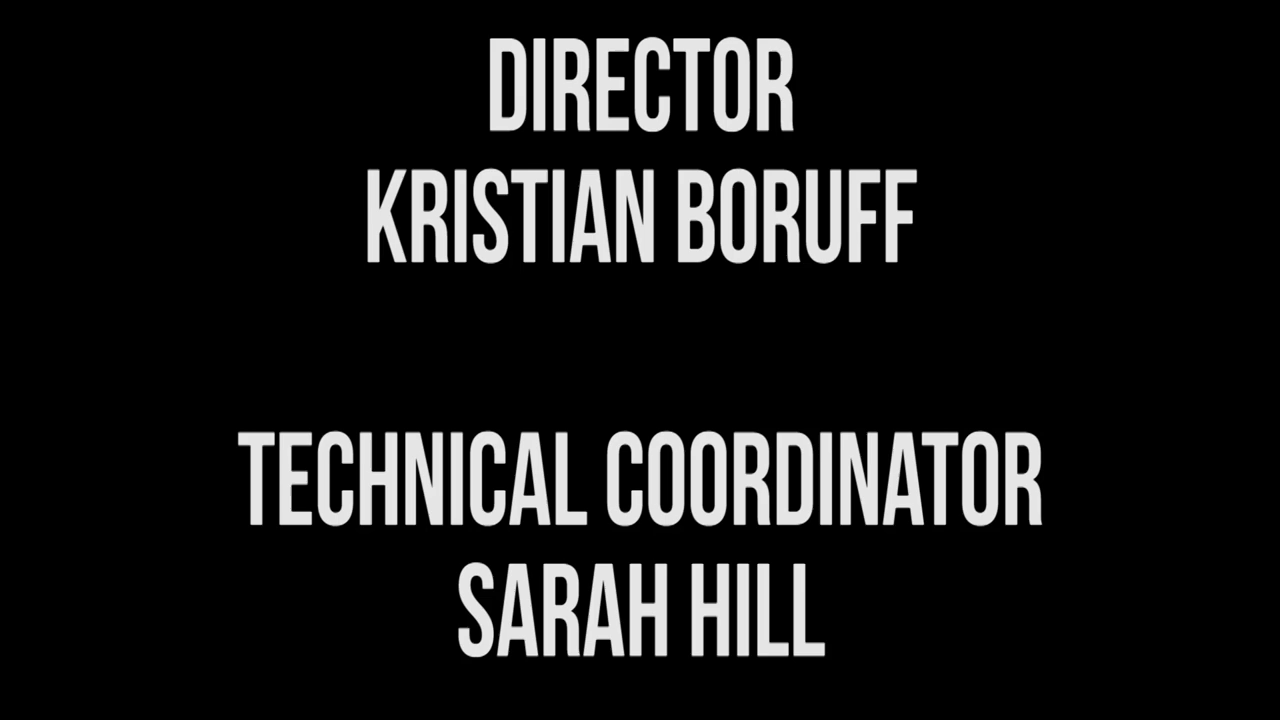 DIRECTOR
KRISTIAN BORUFF
TECHNICAL COORDINATOR
SARAH HILL